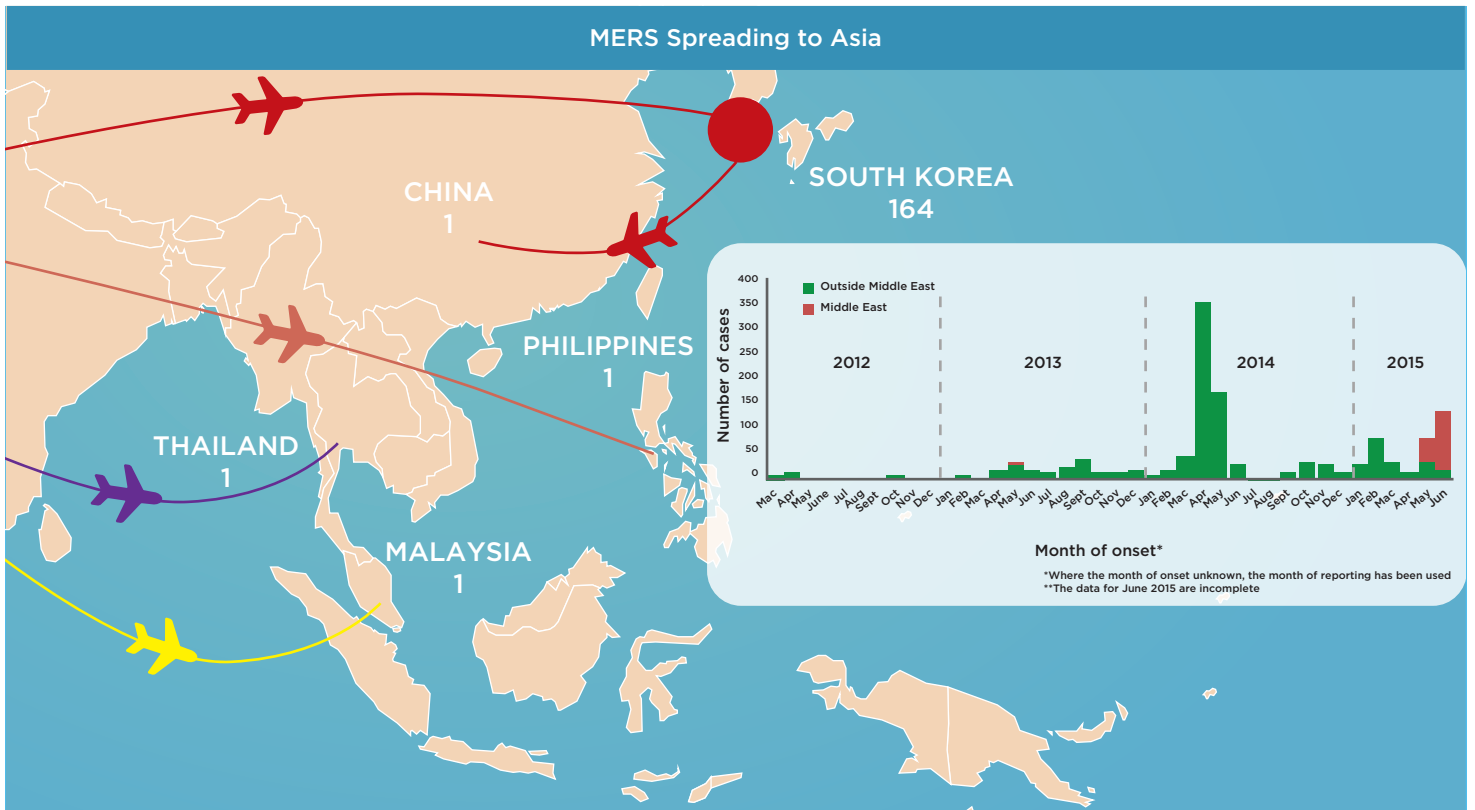 MERS Spreading to Asia
CHINA
1
SOUTH KOREA
164
PHILIPPINES
1
THAILAND
1
MALAYSIA
1
Number of cases
400
350
300
250
200
150
100
50
0
Outside Middle East
Middle East
2012
2013
2014
2015
Mac Apr May June Jul Aug Sept Oct Nov Dec Jan Feb Mac Apr May Jun Jul Aug Sept Oct Nov Dec Jan Feb Mac Apr May Jun Jul Aug Sept Oct Nov Dec Jan Feb Mac Apr May Jun
Month of onset*
*Where the month of onset unknown, the month of reporting has been used
**The data for June 2015 are incomplete